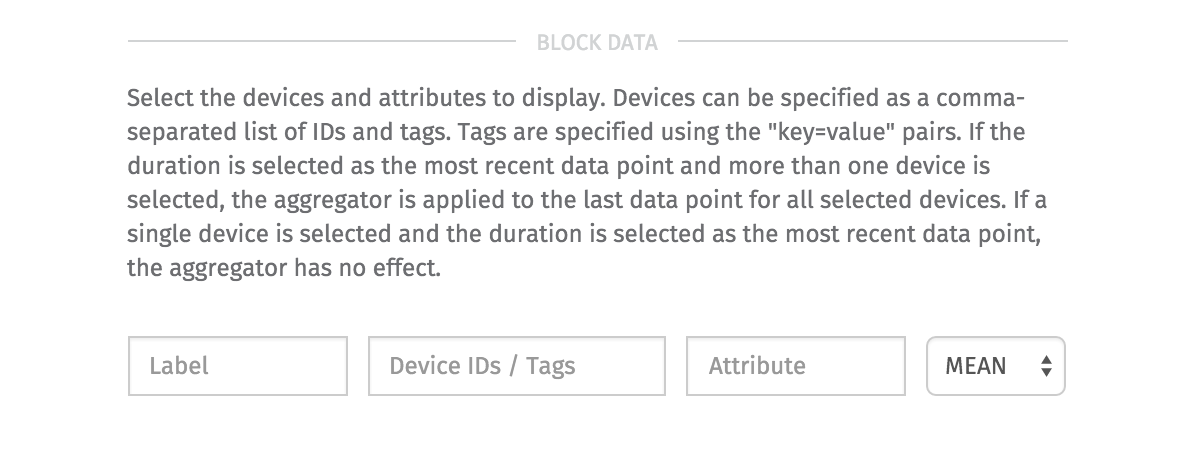 BLOCK DATA
Select the devices and attributes to display. Devices can be specified as a comma-
separated list of IDs and tags. Tags are specified using the "key=value" pairs. If the
duration is selected as the most recent data point and more than one device is
selected, the aggregator is applied to the last data point for all selected devices. If a
single device is selected and the duration is selected as the most recent data point,
the aggregator has no effect.
Label Device IDs / Tags Attribute MEAN